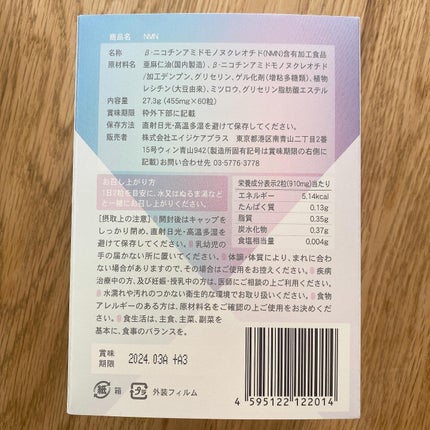 商品名 NMN
名称 β-ニコチンアミドモノヌクレオチド(NMN)含有加工食品
原材料名 亜麻仁油(国内製造)、β-ニコチンアミドモノヌクレオチド
/加工デンプン、グリセリン、ゲル化剤(増粘多糖類)、植物
レシチン(大豆由来)、ミツロウ、グリセリン脂肪酸エステル
内容量 27.3g (455mg×60粒)
賞味期限 枠外下部に記載
保存方法 直射日光・高温多湿を避けて保存してください。
販売者 株式会社エイジケアプラス 東京都港区南青山二丁目2番
15号 ウィン青山942(製造所固有記号は賞味期限の右側に
記載) お問い合わせ 03-5776-3778
お召し上がり方
1日2粒を目安に、水又はぬるま湯など
と一緒にお召し上がりください。
栄養成分表示2粒(910mg)当たり
エネルギー 5.14kcal
たんぱく質 0.13g
脂質 0.35g
炭水化物 0.37g
食塩相当量 0.004g
[摂取上の注意] 開封後はキャップを
しっかり閉め、直射日光・高温多湿
を避けて保存してください。 乳幼児の
手の届かない所に置いてください。 体調・体質により、まれに合わ
ない場合がありますので、その場合はご使用をお控えください。 疾病
治療中の方、及び妊娠・授乳中の方は、医師にご相談の上ご利用ください。
水濡れや汚れのつかない衛生的な環境でお取り扱いください。 食物
アレルギーのある方は、原材料名をご確認の上ご使用をお決めくださ
い。 食生活は、主食、主菜、副菜を
基本に、食事のバランスを。
賞味
期限
2024.03A +A3
紙 箱 プラ 外装フィルム
4 595122 122014